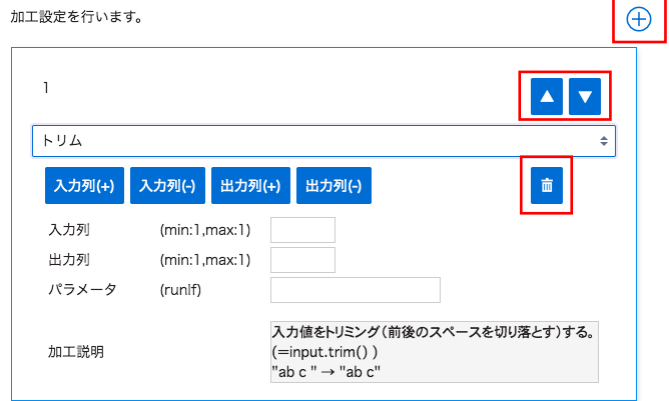 加工設定を行います。
1
トリム
入力列(+) 入力列(-) 出力列(+) 出力列(-)
入力列 (min:1,max:1)
出力列 (min:1,max:1)
パラメータ (runIf)
加工説明
入力値をトリミング(前後のスペースを切り落とす)する。
(=input.trim() )
"ab c " → "ab c"